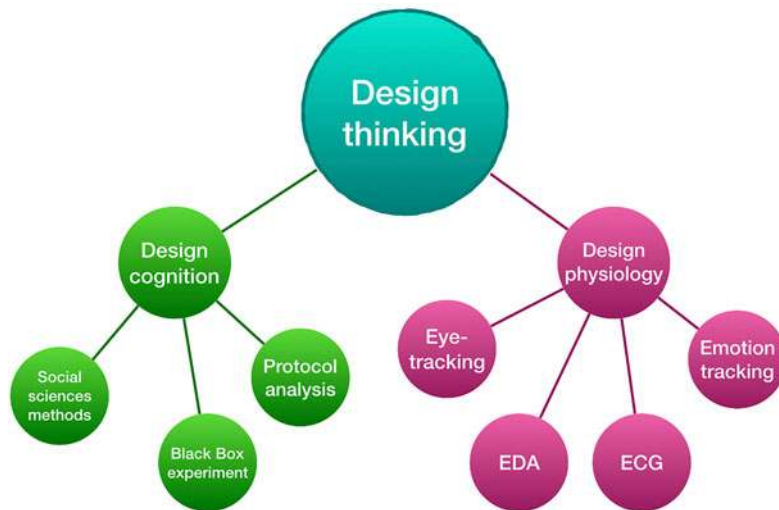 Design
thinking
Design
cognition
Design
physiology
Social
sciences
methods
Black Box
experiment
Protocol
analysis
Eye-
tracking
EDA
ECG
Emotion
tracking